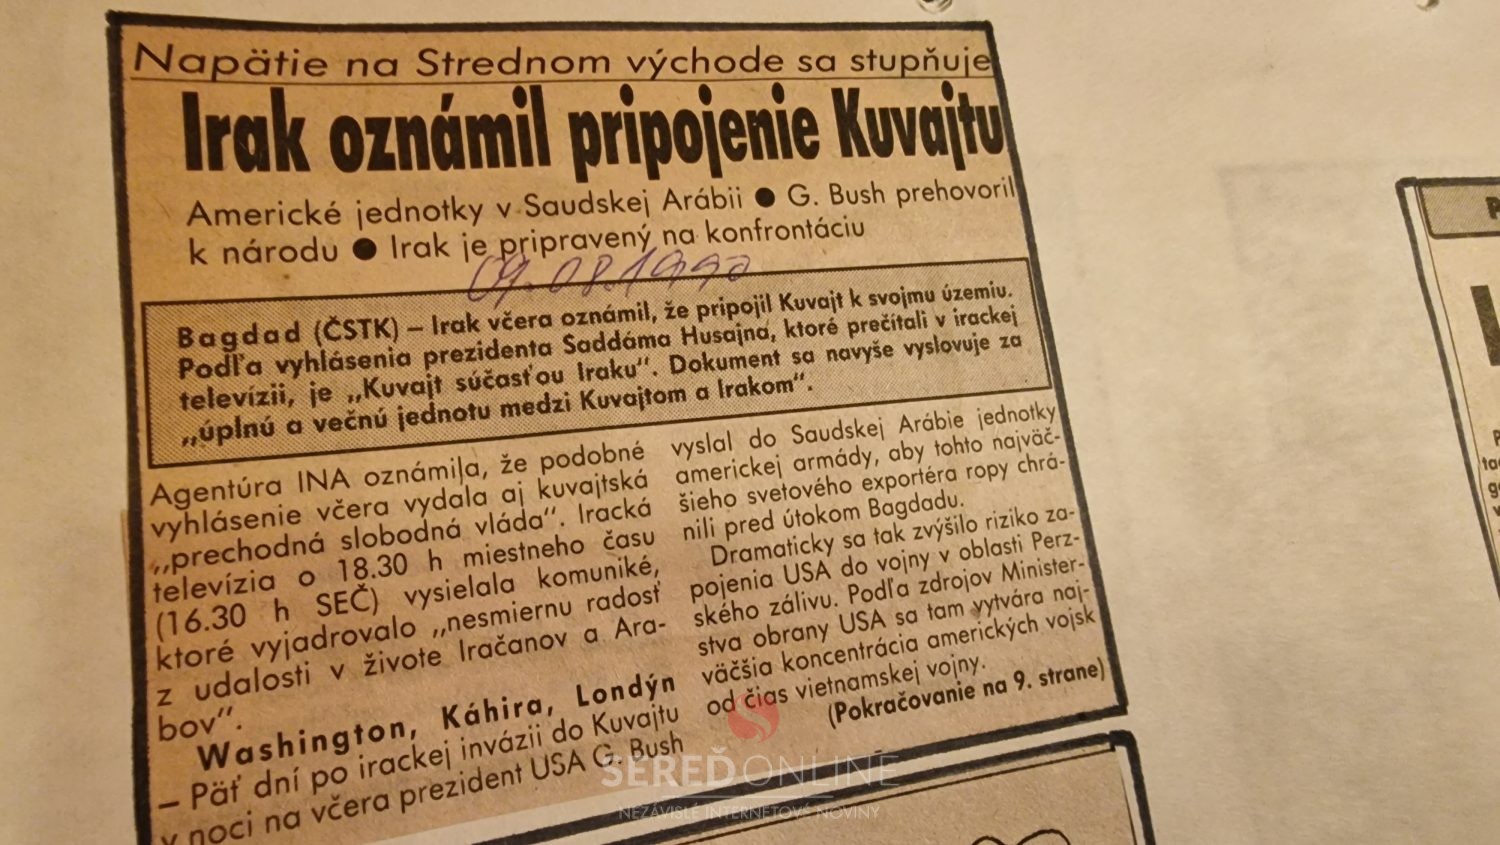 Napätie na Strednom východe sa stupňuje
Irak oznámil pripojenie Kuvajtu
Americké jednotky v Saudskej Arábii ● G. Bush prehovoril
k národu ● Irak je pripravený na konfrontáciu
09.08.1990
Bagdad (ČSTK) – Irak včera oznámil, že pripojil Kuvajt k svojmu územiu.
Podľa vyhlásenia prezidenta Saddáma Husajna, ktoré prečítali v irackej
televízii, je „Kuvajt súčasťou Iraku“. Dokument sa navyše vyslovuje za
„úplnú a večnú jednotu medzi Kuvajtom a Irakom“.
Agentúra INA oznámila, že podobné
vyhlásenie včera vydala aj kuvajtská
„prechodná slobodná vláda“. Iracká
televízia o 18.30 h miestneho času
(16.30 h SEČ) vysielala komuniké,
ktoré vyjadrovalo „nesmiernu radosť
z udalosti v živote Iračanov a Ara-
bov“.
Washington, Káhira, Londýn
– Päť dní po irackej invázii do Kuvajtu
v noci na včera prezident USA G. Bush
vyslal do Saudskej Arábie jednotky
americkej armády, aby tohto najväč-
šieho svetového exportéra ropy chrá-
nili pred útokom Bagdadu.
Dramaticky sa tak zvýšilo riziko za-
pojenia USA do vojny v oblasti Perz-
ského zálivu. Podľa zdrojov Minister-
stva obrany USA sa tam vytvára naj-
väčšia koncentrácia amerických vojsk
od čias vietnamskej vojny.
(Pokračovanie na 9. strane)
SEREĎ ONLINE
NEZÁVISLÉ INTERNETOVÉ NOVINY